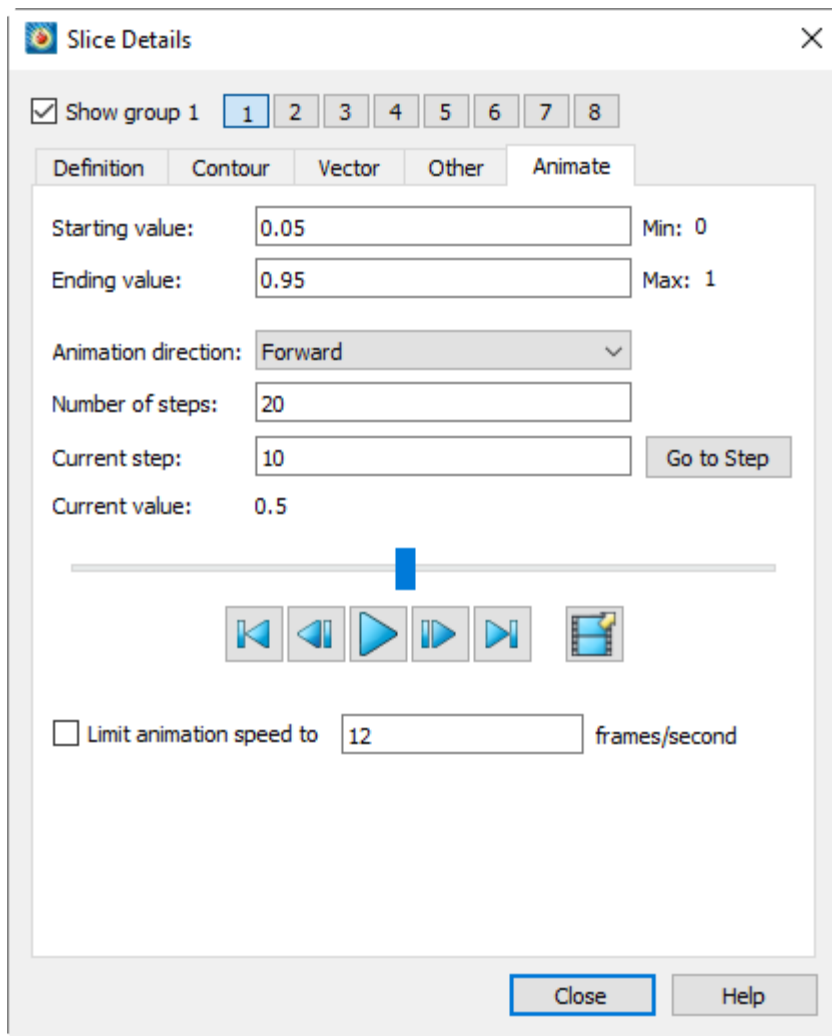 Slice Details
Show group 1 1 2 3 4 5 6 7 8
Definition Contour Vector Other Animate
Starting value: 0.05 Min: 0
Ending value: 0.95 Max: 1
Animation direction: Forward
Number of steps: 20
Current step: 10 Go to Step
Current value: 0.5
Limit animation speed to 12 frames/second
Close Help